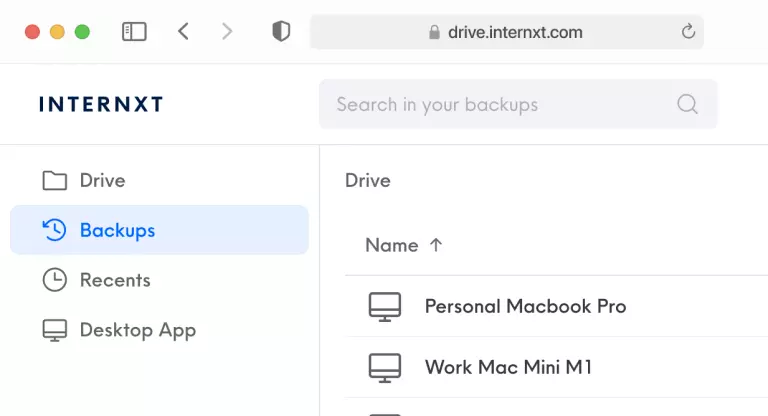 drive.internxt.com
INTERNXT
Search in your backups
Drive
Backups
Recents
Desktop App
Drive
Name ↑
Personal Macbook Pro
Work Mac Mini M1